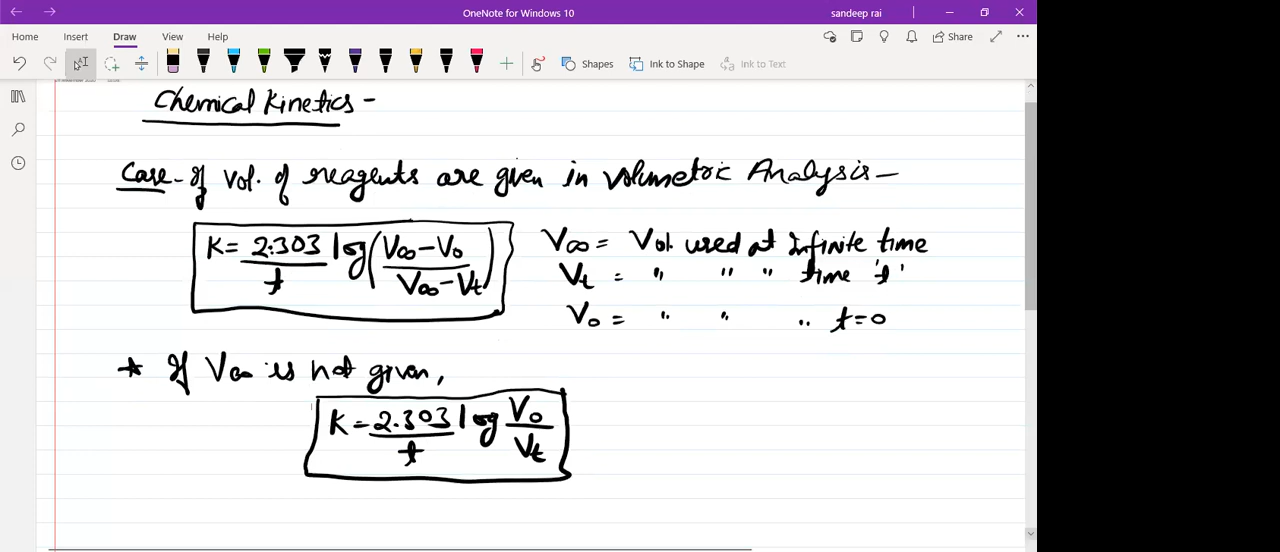 OneNote for Windows 10
sandeep rai
Home Insert Draw View Help
Share
Shapes Ink to Shape Ink to Text
Chemical Kinetics -
Case - If Vol. of reagents are given in Volumetric Analysis -
K = 2.303/t log (V∞ - V₀ / V∞ - Vt)
V∞ = Vol. used at Infinite time
Vt = " " " time 't'
V₀ = " " " t=0
* If V∞ is not given,
K = 2.303/t log V₀/Vt